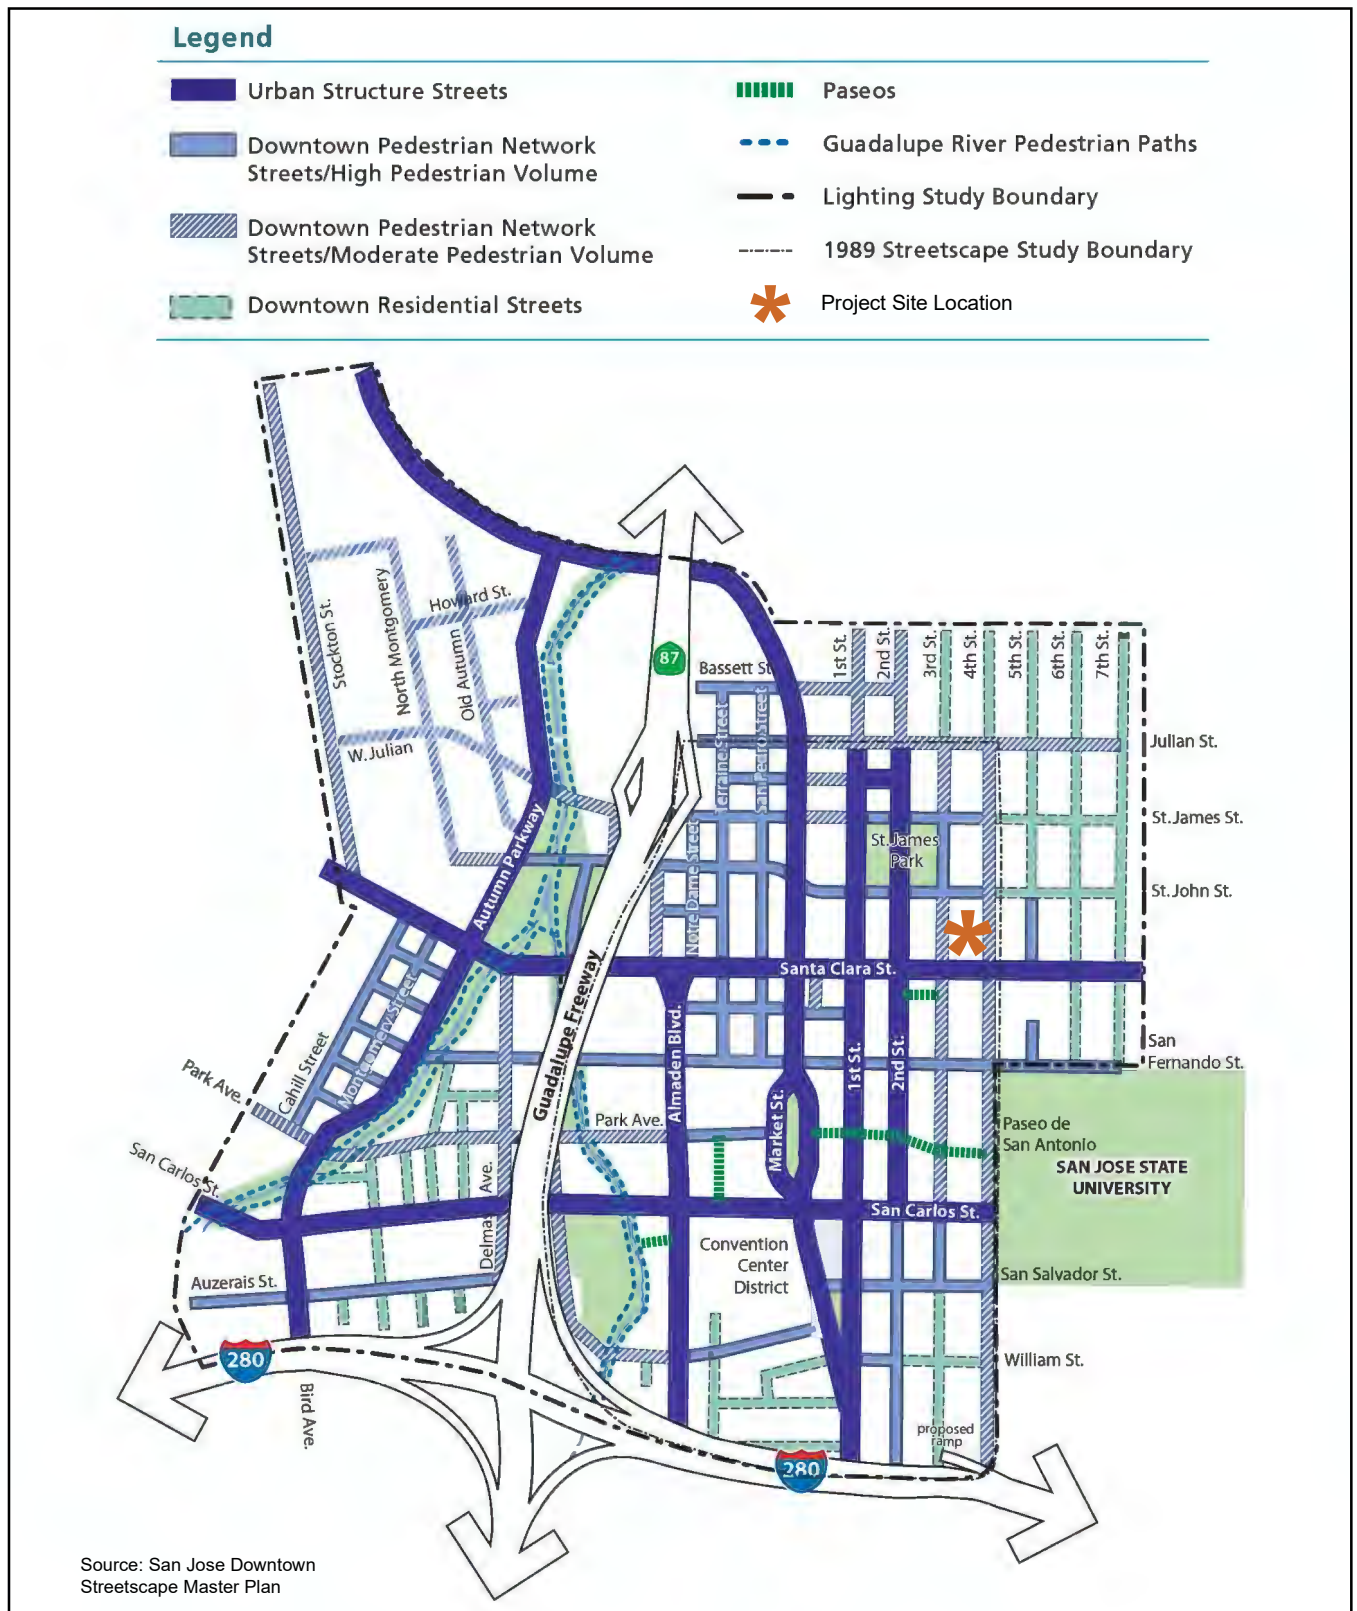 Legend
Urban Structure Streets
Downtown Pedestrian Network
Streets/High Pedestrian Volume
Downtown Pedestrian Network
Streets/Moderate Pedestrian Volume
Downtown Residential Streets
Paseos
Guadalupe River Pedestrian Paths
Lighting Study Boundary
1989 Streetscape Study Boundary
Project Site Location
Stockton St.
North Montgomery
Howard St.
Old Autumn
W. Julian
87
Bassett St.
1st St.
2nd St.
3rd St.
4th St.
5th St.
6th St.
7th St.
Terraine Street
San Pedro Street
Julian St.
St. James St.
St. James
Park
St. John St.
Autumn Parkway
Notre Dame Street
Santa Clara St.
Guadalupe Freeway
Almaden Blvd.
Montgomery Street
Cahill Street
Park Ave.
San Carlos St.
1st St.
2nd St.
San
Fernando St.
Market St.
Park Ave.
Paseo de
San Antonio
SAN JOSE STATE
UNIVERSITY
Delmas Ave.
San Carlos St.
Convention
Center
District
Auzerais St.
San Salvador St.
280
Bird Ave.
William St.
proposed
ramp
280
Source: San Jose Downtown
Streetscape Master Plan